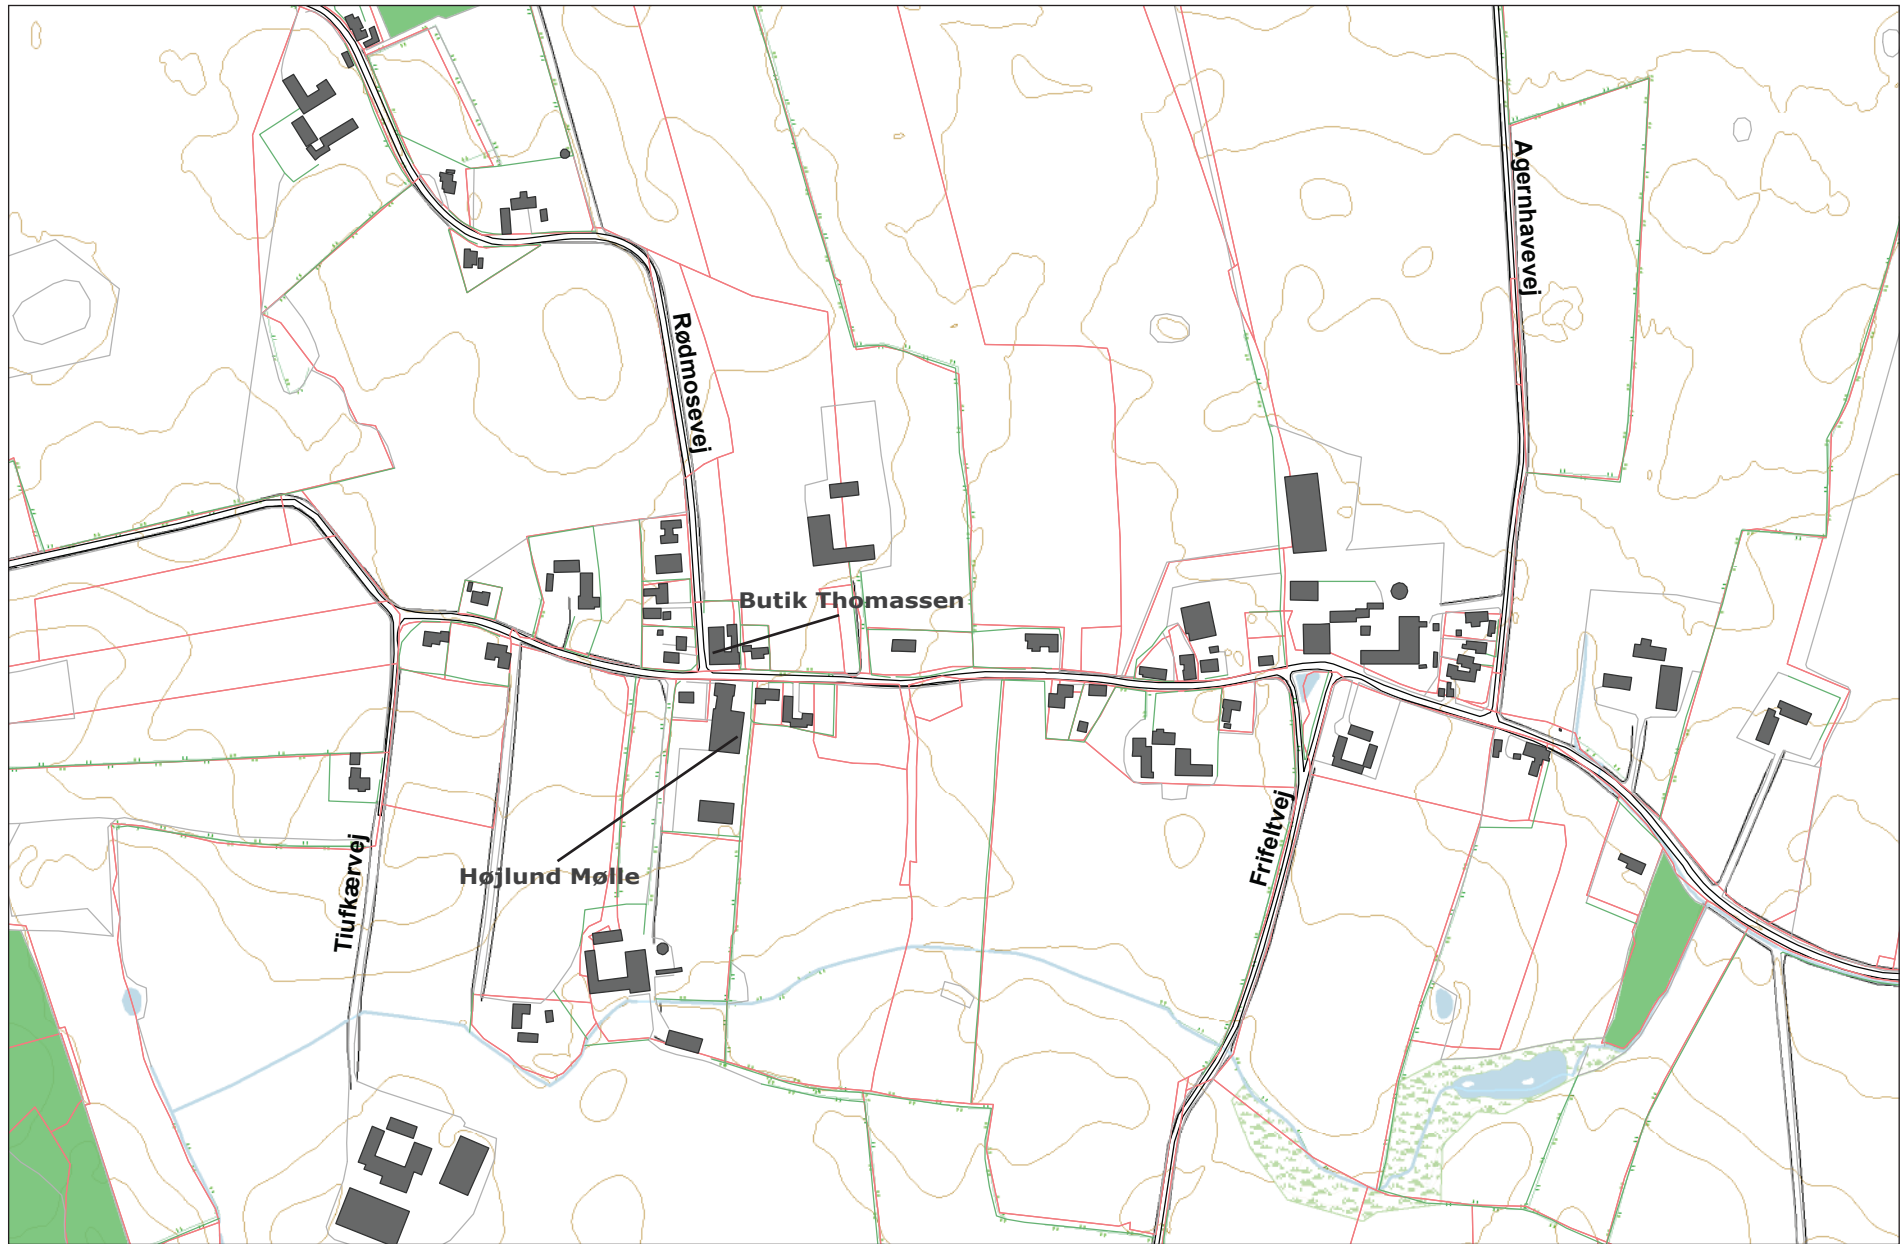 Agernhavevej
Rødmosevej
Butik Thomassen
Frifeltvej
Højlund Mølle
Tiufkærvej